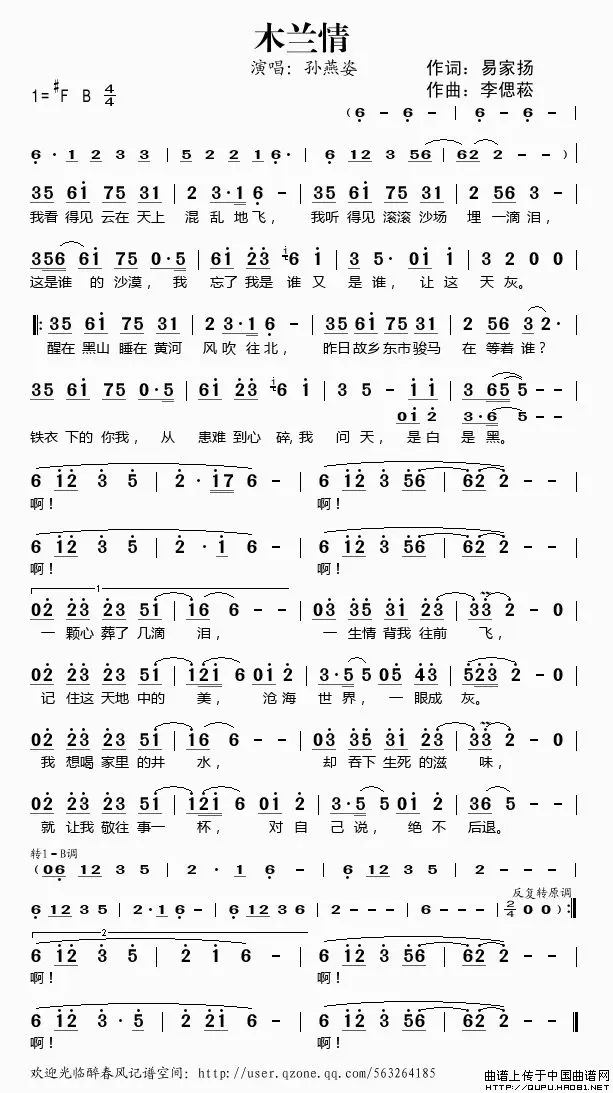 木兰情
演唱：孙燕姿
作词：易家扬
作曲：李偲菘
1=#F B 4/4
(6 - 6 - | 6 - 6 - |
6· 1 2 3 3 | 5 2 2 1 6· | 6 12 3 56 | 62 2 - - ) |
35 61 75 31 | 2 3·1 6 - | 35 61 75 31 | 2 56 3 - |
我看 得见 云在 天上 混 乱 地 飞， 我听 得见 滚滚 沙场 埋 一滴 泪，
356 61 75 0·5 | 61 23 6 1 | 3 5· 01 1 | 3 2 0 0 |
这是谁 的 沙漠， 我 忘了 我是 谁 又 是 谁， 让 这 天 灰。
‖: 35 61 75 31 | 2 3·1 6 - | 35 61 75 31 | 2 56 3 2· |
醒在 黑山 睡在 黄河 风 吹 往 北， 昨日 故乡 东市 骏马 在 等着 谁？
35 61 75 0·5 | 61 23 6 1 | 3 5 - 1 1 | 3 65 5 - - |
01 2 3·6 5 - -
铁衣 下的 你我， 从 患难 到心 碎，我 问 天， 是 白 是 黑。
6 12 3 5 | 2· 17 6 - | 6 12 3 56 | 62 2 - - |
啊！ 啊！
6 12 3 5 | 2· 1 6 - | 6 12 3 56 | 62 2 - - |
啊！ 啊！
1
02 23 23 51 | 16 6 - - | 03 35 31 23 | 33 2 - 0 |
一 颗心 葬了 几滴 泪， 一 生情 背我 往前 飞，
02 23 23 51 | 121 6 01 2 | 3·5 5 05 43 | 523 2 - 0 |
记 住这 天地 中的 美， 沧海 世 界， 一 眼成 灰。
02 23 23 51 | 16 6 - - | 03 35 31 23 | 33 2 - 0 |
我 想喝 家里 的井 水， 却 吞下 生死 的滋 味，
02 23 23 51 | 121 6 01 2 | 3·5 5 01 2 | 36 5 - - |
就 让我 敬往 事一 杯， 对 自 己 说， 绝 不 后退。
转1=B调
(06 12 3 5 | 2 · 1 6 | 6 12 3 5 |
反复转原调
6 12 3 5 | 2·1 6 - | 6 12 3 6 | 2 - - - | 6 - - - | 2/4 0 0 ) :‖
2
6 12 3 5 | 2 1 6 - | 6 12 3 56 | 62 2 - - |
啊！ 啊！
6 12 3·5 | 2 21 6 - | 6 12 3 56 | 62 2 - - ‖
啊！ 啊！
欢迎光临醉春风记谱空间：http://user.qzone.qq.com/563264185
曲谱上传于中国曲谱网
http://QUPU.HAO81.NET